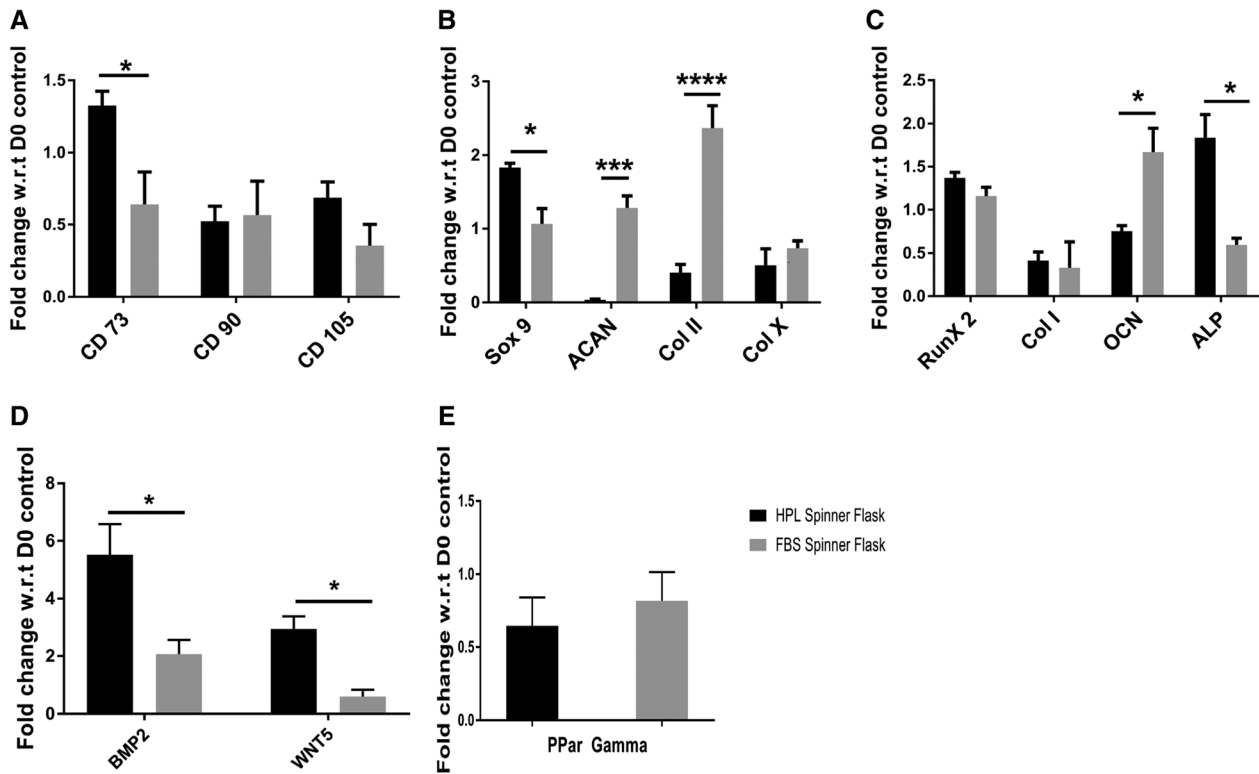 A
Fold change w.r.t D0 control
1.5
1.0
0.5
0.0
*
CD 73
CD 90
CD 105
B
Fold change w.r.t D0 control
3
2
1
0
*
***
****
Sox 9
ACAN
Col II
Col X
C
Fold change w.r.t D0 control
2.5
2.0
1.5
1.0
0.5
0.0
*
*
RunX 2
Col I
OCN
ALP
D
Fold change w.r.t D0 control
8
6
4
2
0
*
*
BMP2
WNT5
E
Fold change w.r.t D0 control
1.5
1.0
0.5
0.0
PPar Gamma
HPL Spinner Flask
FBS Spinner Flask